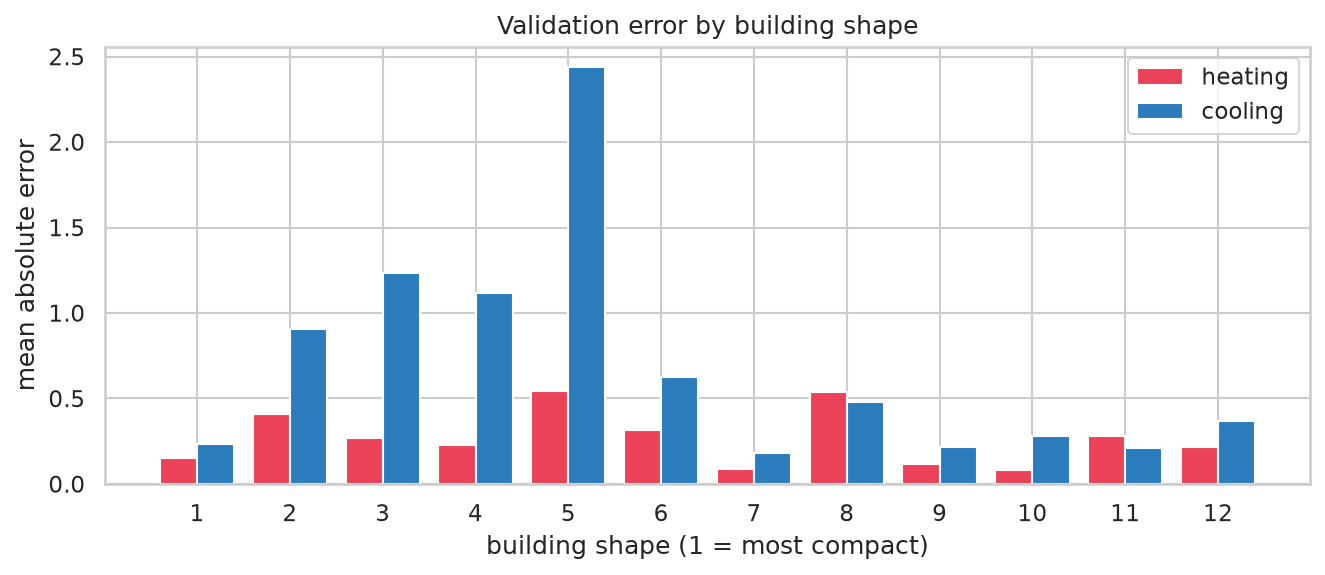 Validation error by building shape
mean absolute error
2.5
2.0
1.5
1.0
0.5
0.0
heating
cooling
1 2 3 4 5 6 7 8 9 10 11 12
building shape (1 = most compact)